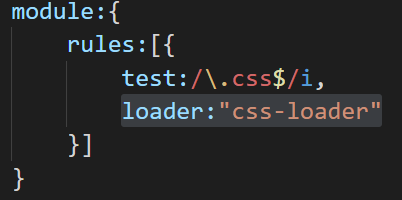 module:{
rules:[{
test:/\.css$/i,
loader:"css-loader"
}]
}